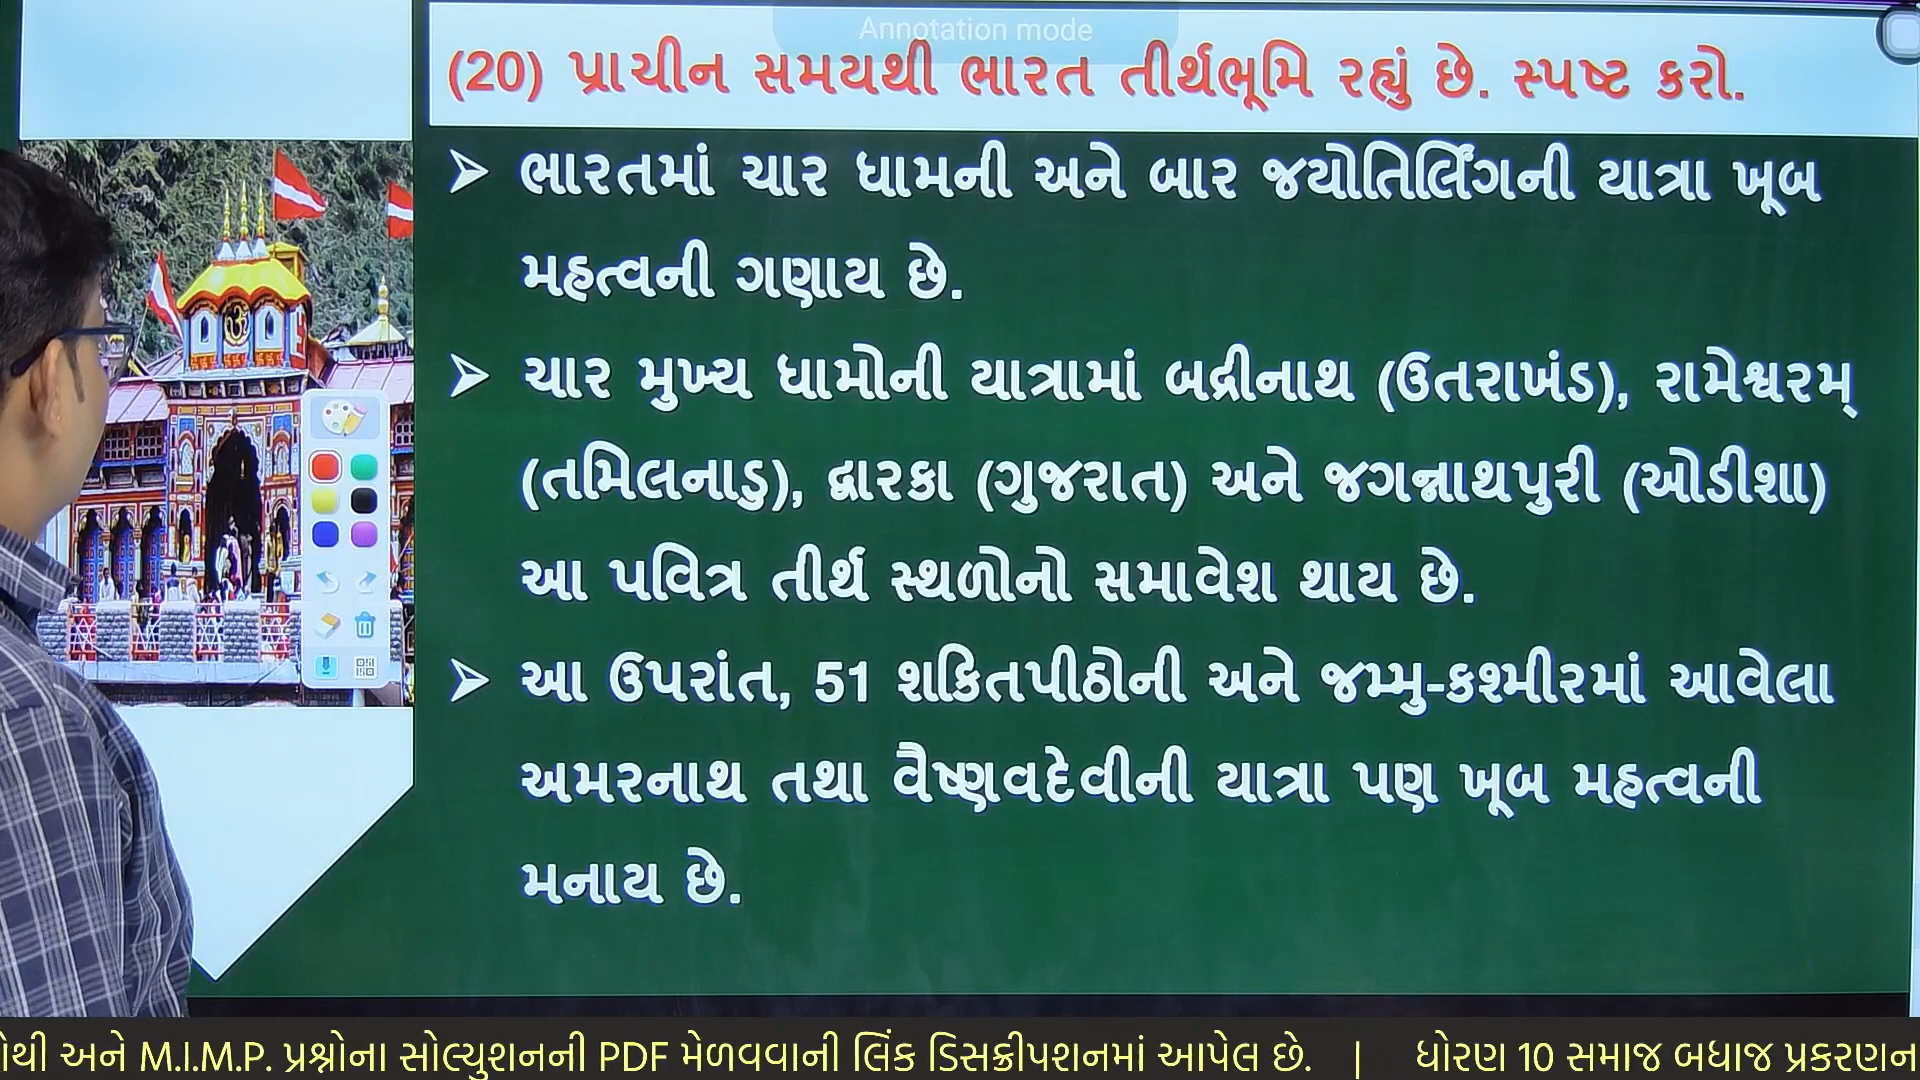 Annotation mode
(20) પ્રાચીન સમયથી ભારત તીર્થભૂમિ રહ્યું છે. સ્પષ્ટ કરો.
➢ ભારતમાં ચાર ધામની અને બાર જયોતિર્લિંગની યાત્રા ખૂબ
મહત્વની ગણાય છે.
➢ ચાર મુખ્ય ધામોની યાત્રામાં બદ્રીનાથ (ઉતરાખંડ), રામેશ્વરમ્
(તમિલનાડુ), દ્વારકા (ગુજરાત) અને જગન્નાથપુરી (ઓડીશા)
આ પવિત્ર તીર્થ સ્થળોનો સમાવેશ થાય છે.
➢ આ ઉપરાંત, 51 શકિતપીઠોની અને જમ્મુ-કશ્મીરમાં આવેલા
અમરનાથ તથા વૈષ્ણવદેવીની યાત્રા પણ ખૂબ મહત્વની
મનાય છે.
અને M.I.M.P. પ્રશ્નોના સોલ્યુશનની PDF મેળવવાની લિંક ડિસક્રીપશનમાં આપેલ છે. | ધોરણ 10 સમાજ બધાજ